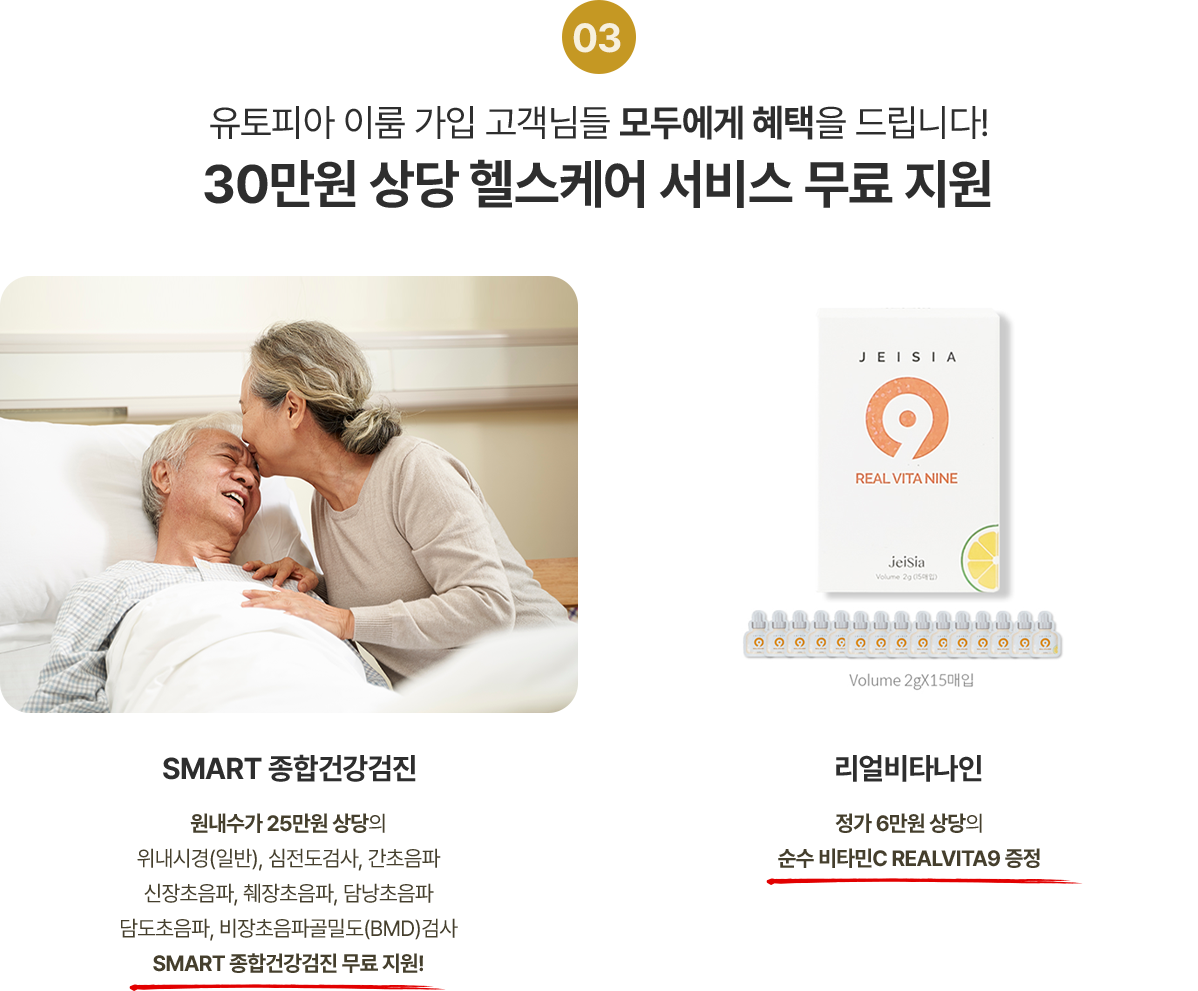 03
유토피아 이룸 가입 고객님들 모두에게 혜택을 드립니다!
30만원 상당 헬스케어 서비스 무료 지원
JEISIA
9
REAL VITA NINE
jeiSia
Volume 2g (15매입)
Volume 2gX15매입
SMART 종합건강검진
원내수가 25만원 상당의
위내시경(일반), 심전도검사, 간초음파
신장초음파, 췌장초음파, 담낭초음파
담도초음파, 비장초음파골밀도(BMD)검사
SMART 종합건강검진 무료 지원!
리얼비타나인
정가 6만원 상당의
순수 비타민C REALVITA9 증정